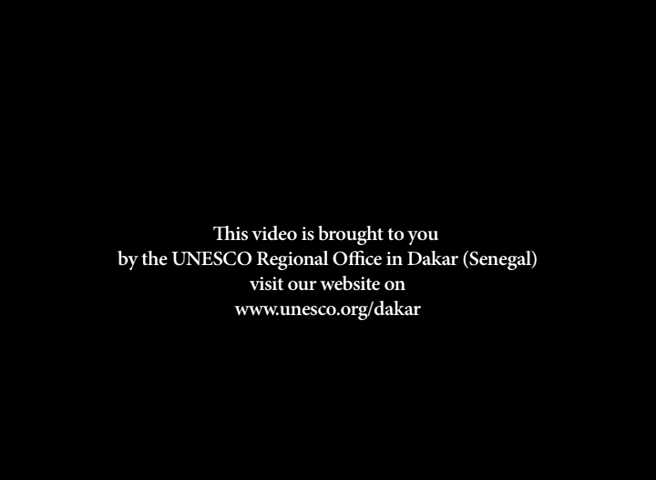 This video is brought to you
by the UNESCO Regional Office in Dakar (Senegal)
visit our website on
www.unesco.org/dakar